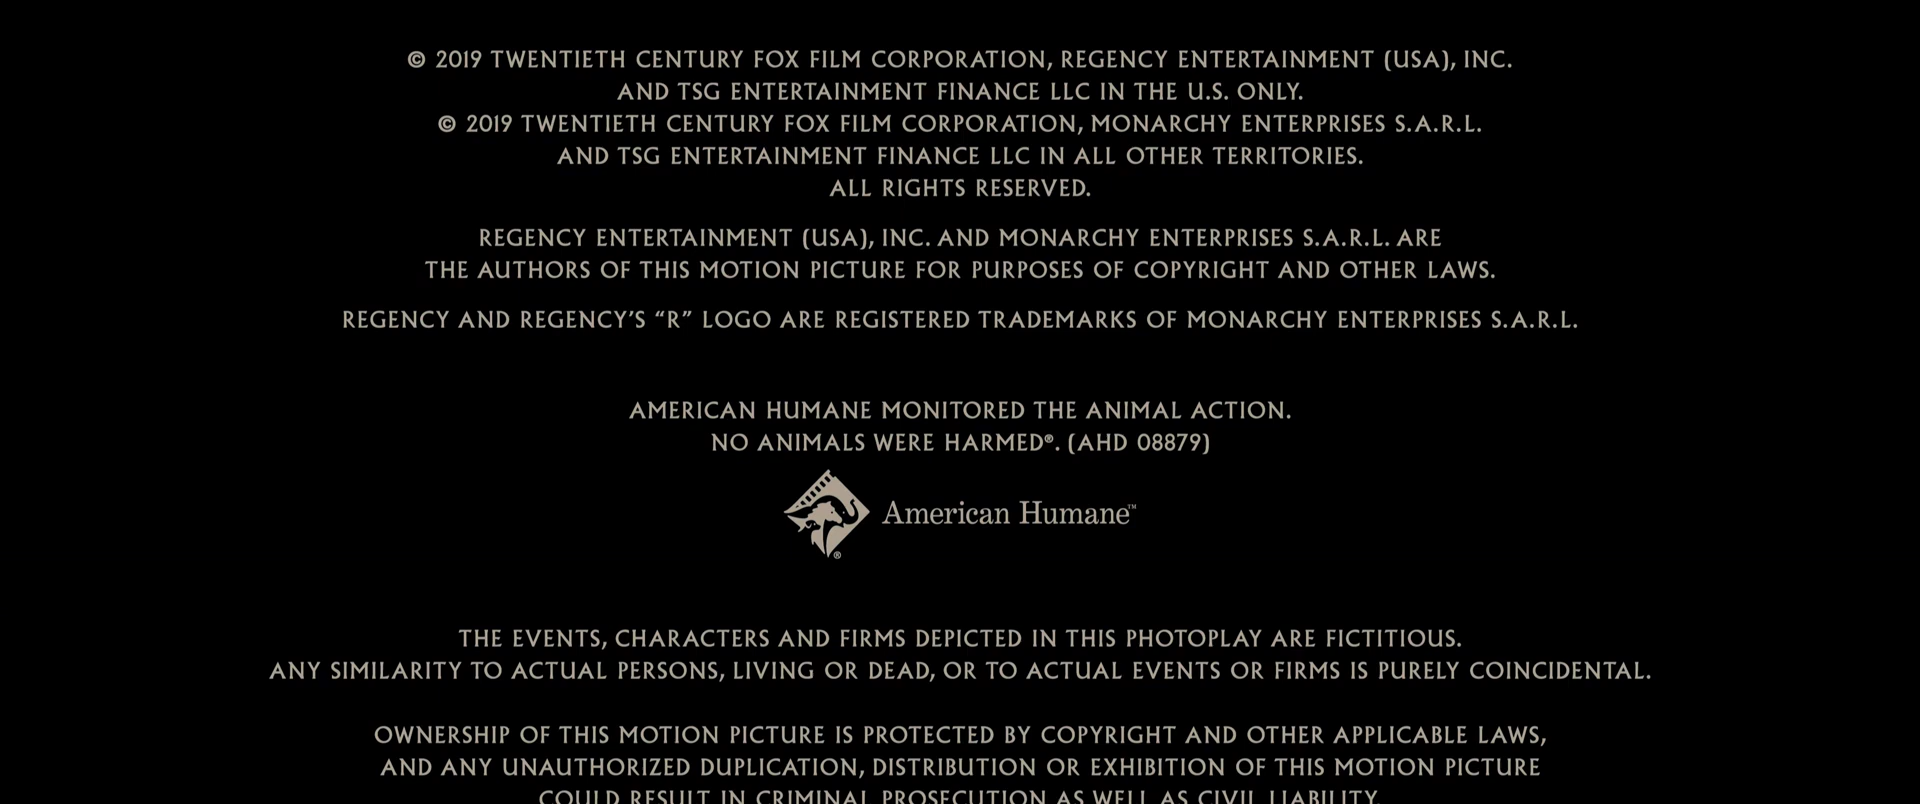 © 2019 TWENTIETH CENTURY FOX FILM CORPORATION, REGENCY ENTERTAINMENT (USA), INC.
AND TSG ENTERTAINMENT FINANCE LLC IN THE U.S. ONLY.
© 2019 TWENTIETH CENTURY FOX FILM CORPORATION, MONARCHY ENTERPRISES S.A.R.L.
AND TSG ENTERTAINMENT FINANCE LLC IN ALL OTHER TERRITORIES.
ALL RIGHTS RESERVED.
REGENCY ENTERTAINMENT (USA), INC. AND MONARCHY ENTERPRISES S.A.R.L. ARE
THE AUTHORS OF THIS MOTION PICTURE FOR PURPOSES OF COPYRIGHT AND OTHER LAWS.
REGENCY AND REGENCY’S “R” LOGO ARE REGISTERED TRADEMARKS OF MONARCHY ENTERPRISES S.A.R.L.
AMERICAN HUMANE MONITORED THE ANIMAL ACTION.
NO ANIMALS WERE HARMED®. (AHD 08879)
American Humane™
®
THE EVENTS, CHARACTERS AND FIRMS DEPICTED IN THIS PHOTOPLAY ARE FICTITIOUS.
ANY SIMILARITY TO ACTUAL PERSONS, LIVING OR DEAD, OR TO ACTUAL EVENTS OR FIRMS IS PURELY COINCIDENTAL.
OWNERSHIP OF THIS MOTION PICTURE IS PROTECTED BY COPYRIGHT AND OTHER APPLICABLE LAWS,
AND ANY UNAUTHORIZED DUPLICATION, DISTRIBUTION OR EXHIBITION OF THIS MOTION PICTURE
COULD RESULT IN CRIMINAL PROSECUTION AS WELL AS CIVIL LIABILITY.